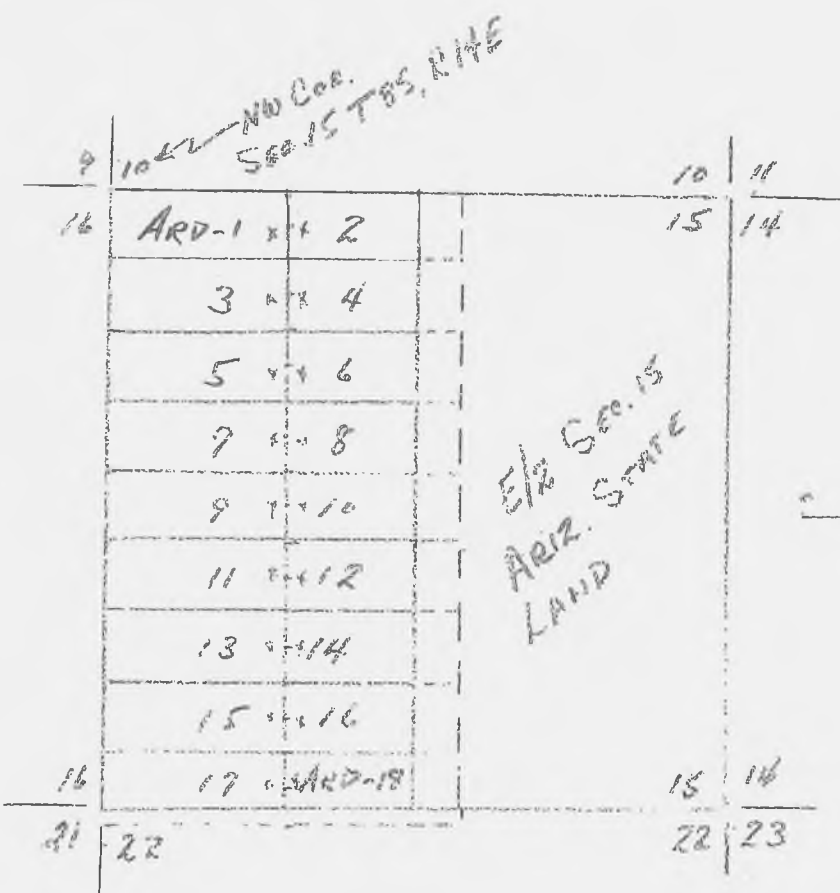 NW COR.
SEC. 15 T8S, R14E
9 10
10 11
16 ARD-1 2
15 14
3 4
5 6
7 8
9 10
11 12
13 14
15 16
17 ARD-18
E/2 SEC. 15
ARIZ. STATE
LAND
16
15 14
21 22
22 23